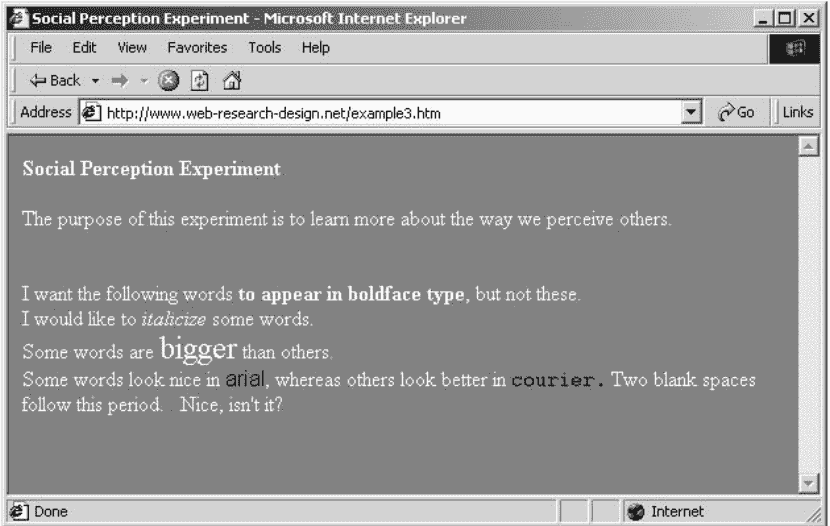 Social Perception Experiment - Microsoft Internet Explorer
File Edit View Favorites Tools Help
Back
Address http://www.web-research-design.net/example3.htm Go Links
Social Perception Experiment
The purpose of this experiment is to learn more about the way we perceive others.
I want the following words to appear in boldface type, but not these.
I would like to italicize some words.
Some words are bigger than others.
Some words look nice in arial, whereas others look better in courier. Two blank spaces
follow this period.   Nice, isn't it?
Done Internet